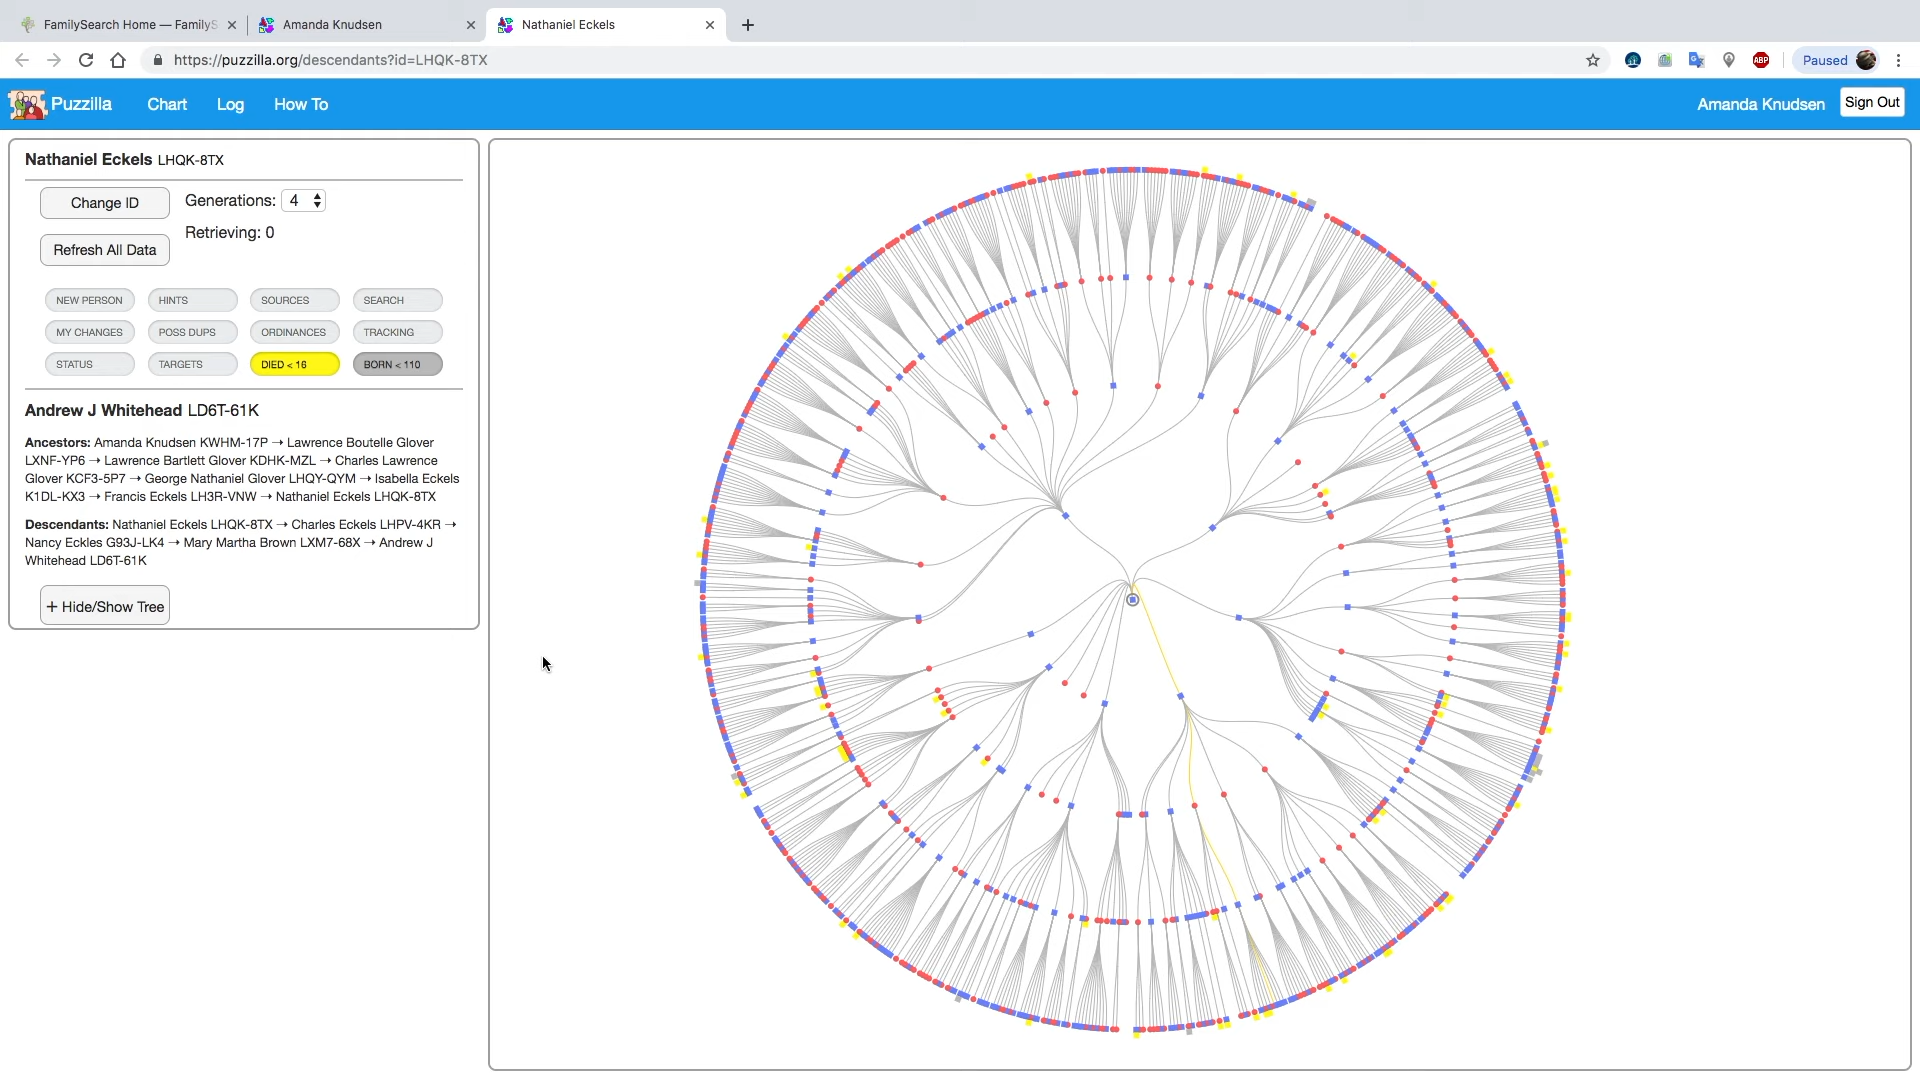 FamilySearch Home — FamilyS
Amanda Knudsen
Nathaniel Eckels
https://puzzilla.org/descendants?id=LHQK-8TX
ABP
Paused
Puzzilla
Chart
Log
How To
Amanda Knudsen
Sign Out
Nathaniel Eckels LHQK-8TX
Change ID
Generations: 4
Retrieving: 0
Refresh All Data
NEW PERSON HINTS SOURCES SEARCH
MY CHANGES POSS DUPS ORDINANCES TRACKING
STATUS TARGETS DIED < 16 BORN < 110
Andrew J Whitehead LD6T-61K
Ancestors: Amanda Knudsen KWHM-17P → Lawrence Boutelle Glover
LXNF-YP6 → Lawrence Bartlett Glover KDHK-MZL → Charles Lawrence
Glover KCF3-5P7 → George Nathaniel Glover LHQY-QYM → Isabella Eckels
K1DL-KX3 → Francis Eckels LH3R-VNW → Nathaniel Eckels LHQK-8TX
Descendants: Nathaniel Eckels LHQK-8TX → Charles Eckels LHPV-4KR →
Nancy Eckles G93J-LK4 → Mary Martha Brown LXM7-68X → Andrew J
Whitehead LD6T-61K
+ Hide/Show Tree